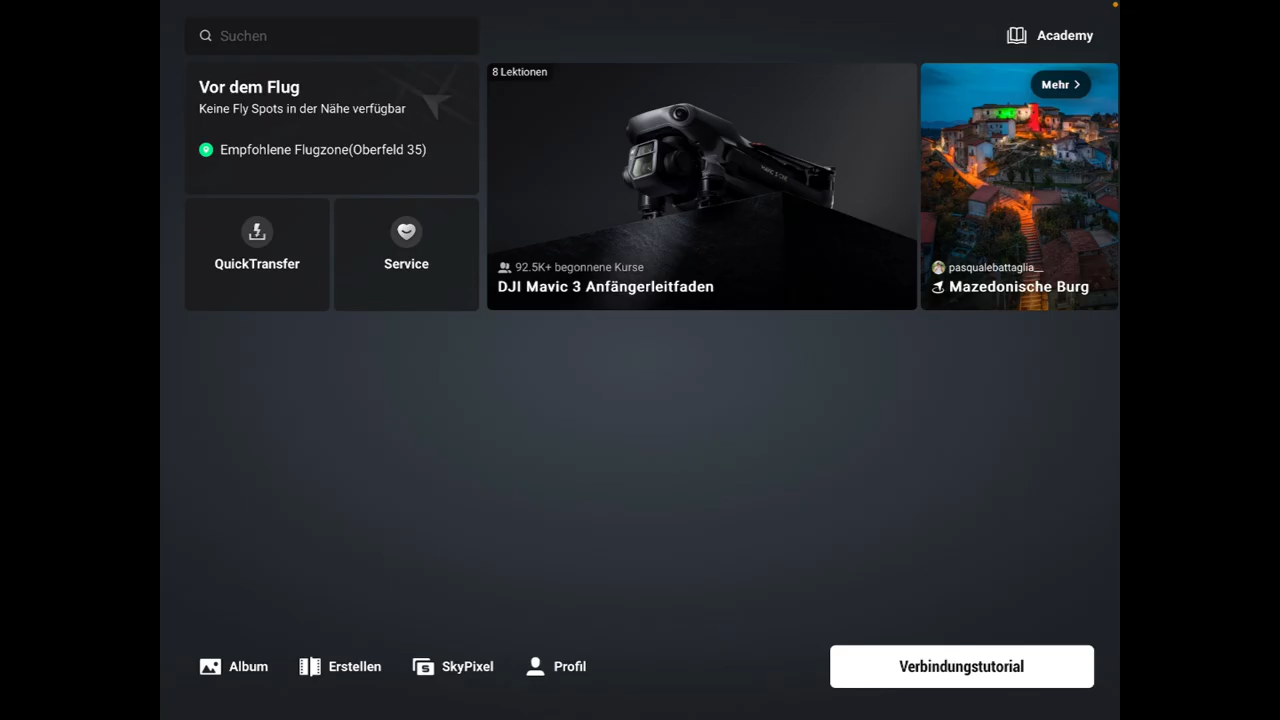 Suchen
Academy
Vor dem Flug
Keine Fly Spots in der Nähe verfügbar
Empfohlene Flugzone(Oberfeld 35)
QuickTransfer
Service
8 Lektionen
92.5K+ begonnene Kurse
DJI Mavic 3 Anfängerleitfaden
Mehr
pasqualebattaglia__
Mazedonische Burg
Album
Erstellen
SkyPixel
Profil
Verbindungstutorial